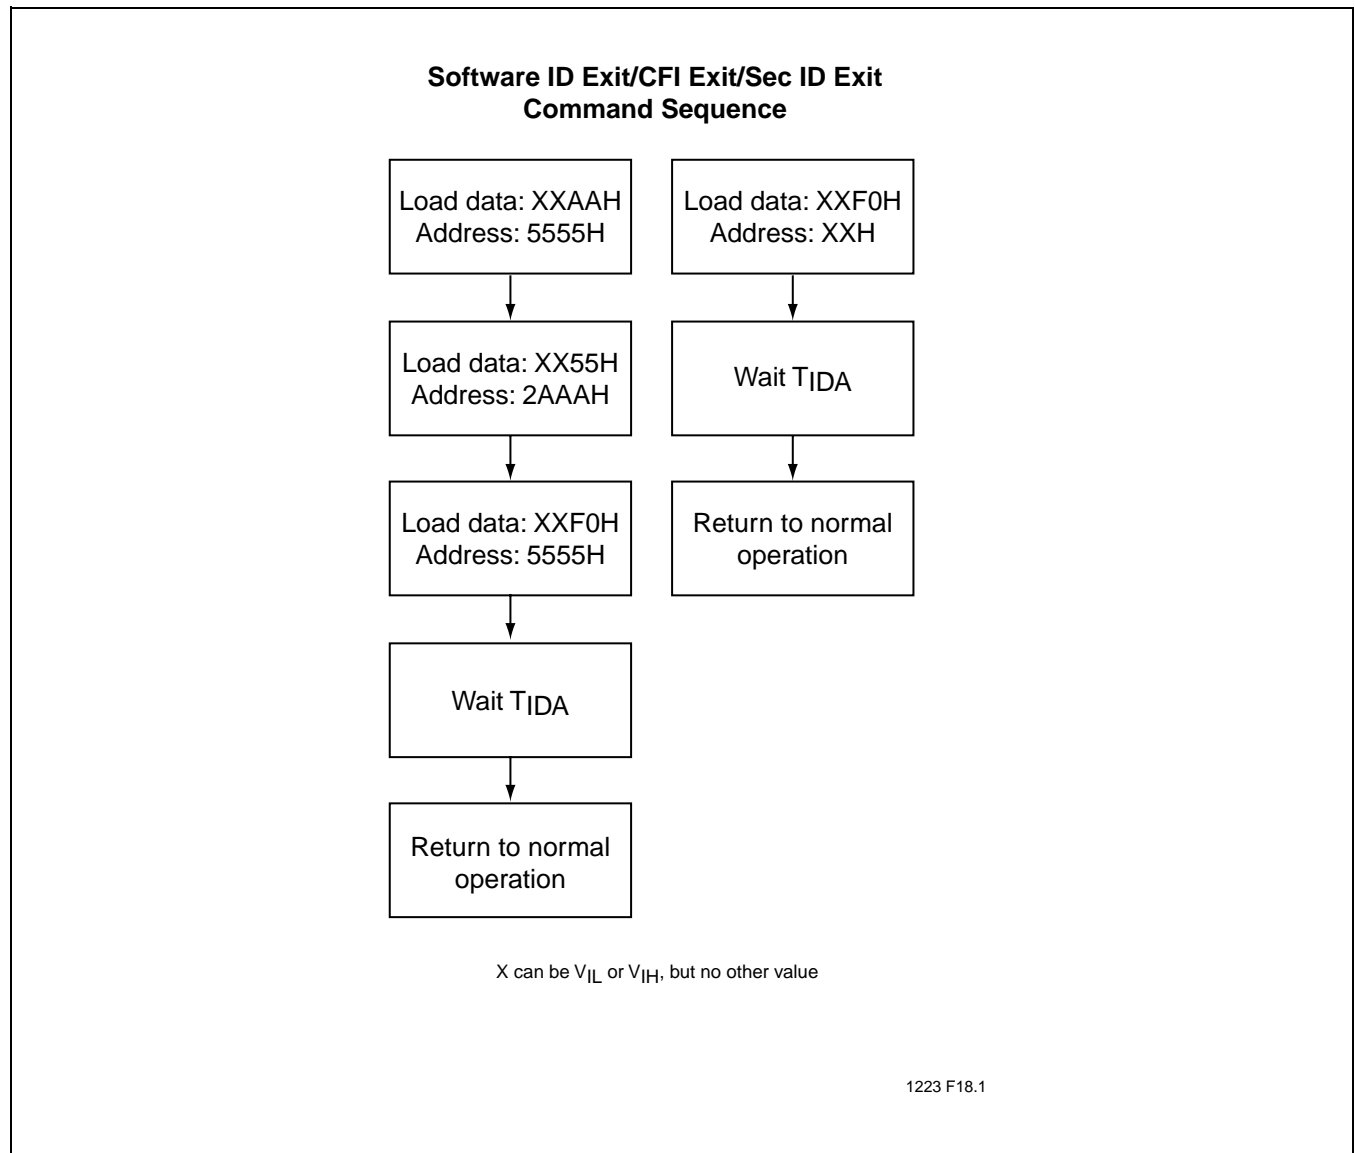 Software ID Exit/CFI Exit/Sec ID Exit
Command Sequence
Load data: XXAAH
Address: 5555H
Load data: XX55H
Address: 2AAAH
Load data: XXF0H
Address: 5555H
Wait TIDA
Return to normal
operation
Load data: XXF0H
Address: XXH
Wait TIDA
Return to normal
operation
X can be VIL or VIH, but no other value
1223 F18.1